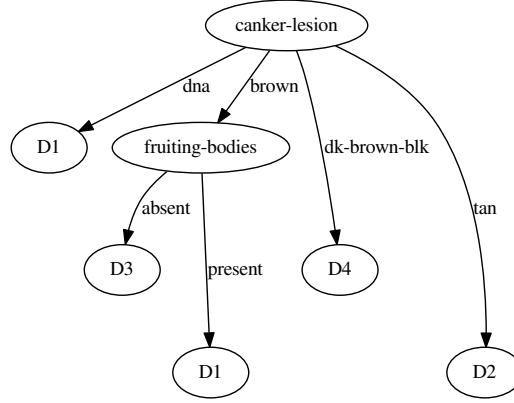 canker-lesion
dna
brown
D1
fruiting-bodies
dk-brown-blk
absent
tan
D3
present
D4
D1
D2